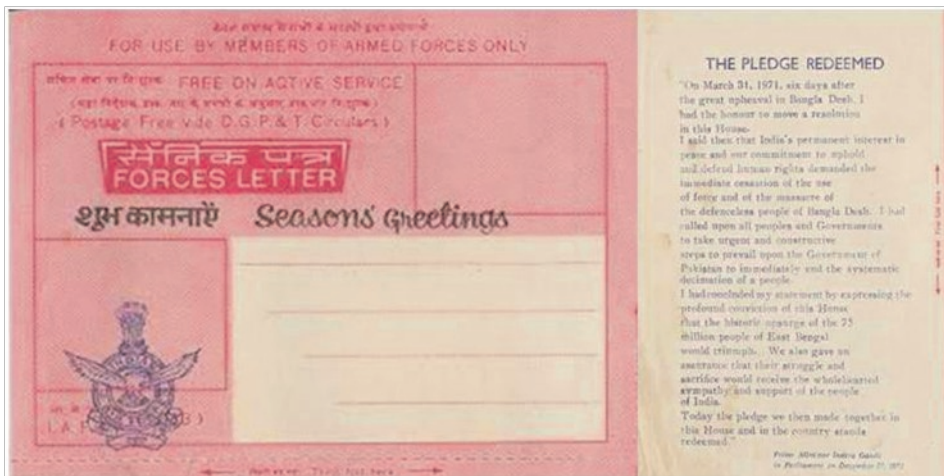 FOR USE BY MEMBERS OF ARMED FORCES ONLY
FREE ON ACTIVE SERVICE
( Postage Free vide D.G.P.& T. Circulars )
सैनिक पत्र
FORCES LETTER
शुभ कामनाएँ Seasons' Greetings
THE PLEDGE REDEEMED
"On March 31, 1971, six days after
the great upheaval in Bangla Desh, I
had the honour to move a resolution
in this House.
I said then that India's permanent interest in
peace and our commitment to uphold
and defend human rights demanded the
immediate cessation of the use
of force and of the massacre of
the defenceless people of Bangla Desh. I had
called upon all peoples and Governments
to take urgent and constructive
steps to prevail upon the Government of
Pakistan to immediately end the systematic
decimation of a people.
I had concluded my statement by expressing the
profound conviction of this House
that the historic upsurge of the 75
million people of East Bengal
would triumph. We also gave an
assurance that their struggle and
sacrifice would receive the wholehearted
sympathy and support of the people
of India.
Today the pledge we then made together in
this House and in the country stands
redeemed."
Prime Minister Indira Gandhi
in Parliament on December